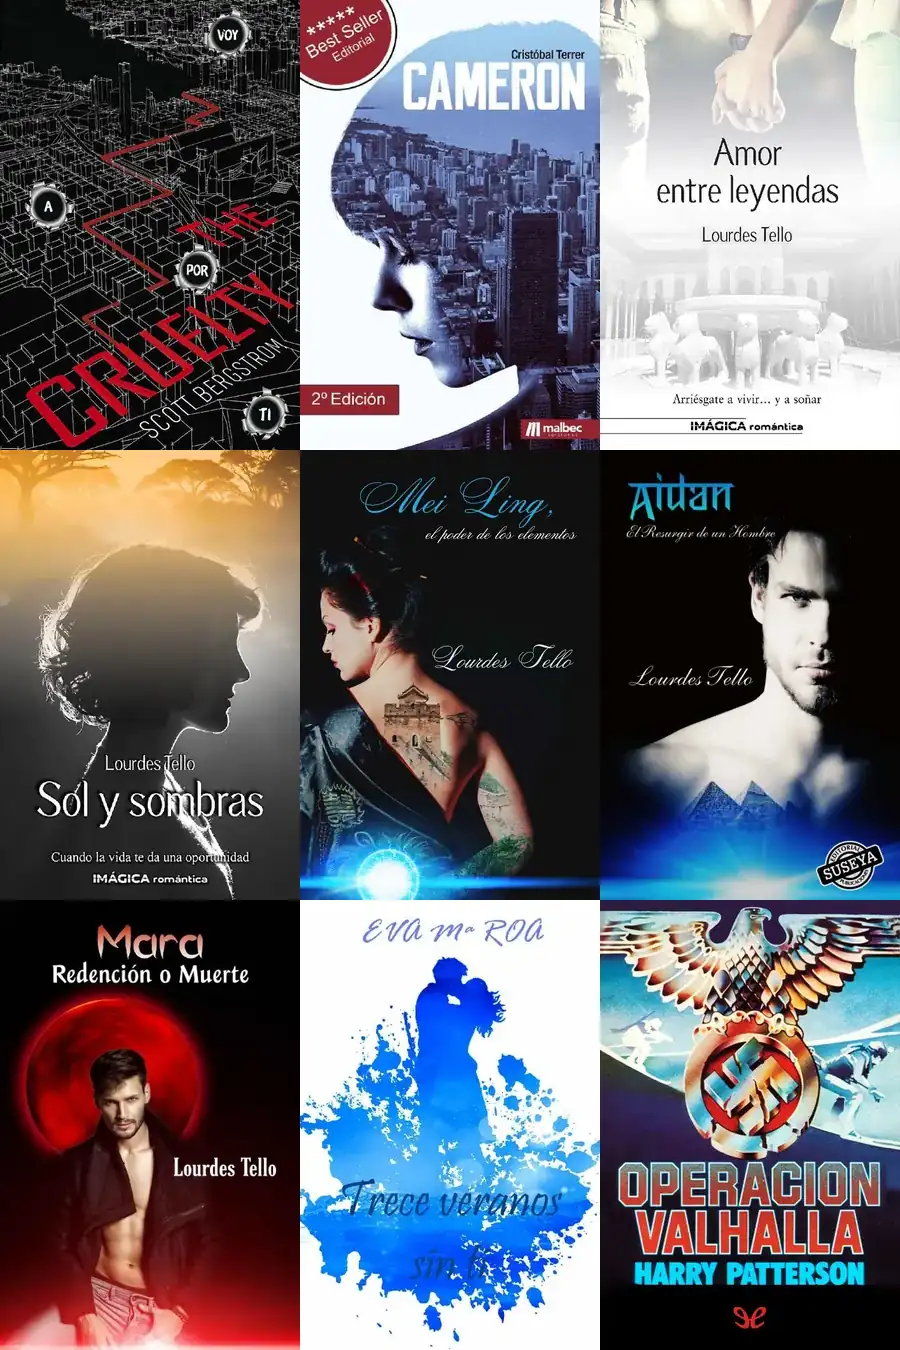 VOY
A
POR
TI
THE
CRUELTY
SCOTT BERGSTROM
★★★★★
Best Seller
Editorial
Cristóbal Terrer
CAMERON
2º Edición
malbec
Amor
entre leyendas
Lourdes Tello
Arriésgate a vivir... y a soñar
IMÁGICA romántica
Lourdes Tello
Sol y sombras
Cuando la vida te da una oportunidad
IMÁGICA romántica
Mei Ling,
el poder de los elementos
Lourdes Tello
Aidan
El Resurgir de un Hombre
Lourdes Tello
EDITORIAL
SUSEYA
Mara
Redención o Muerte
Lourdes Tello
EVA Mª ROA
Trece veranos
sin ti
OPERACION
VALHALLA
HARRY PATTERSON